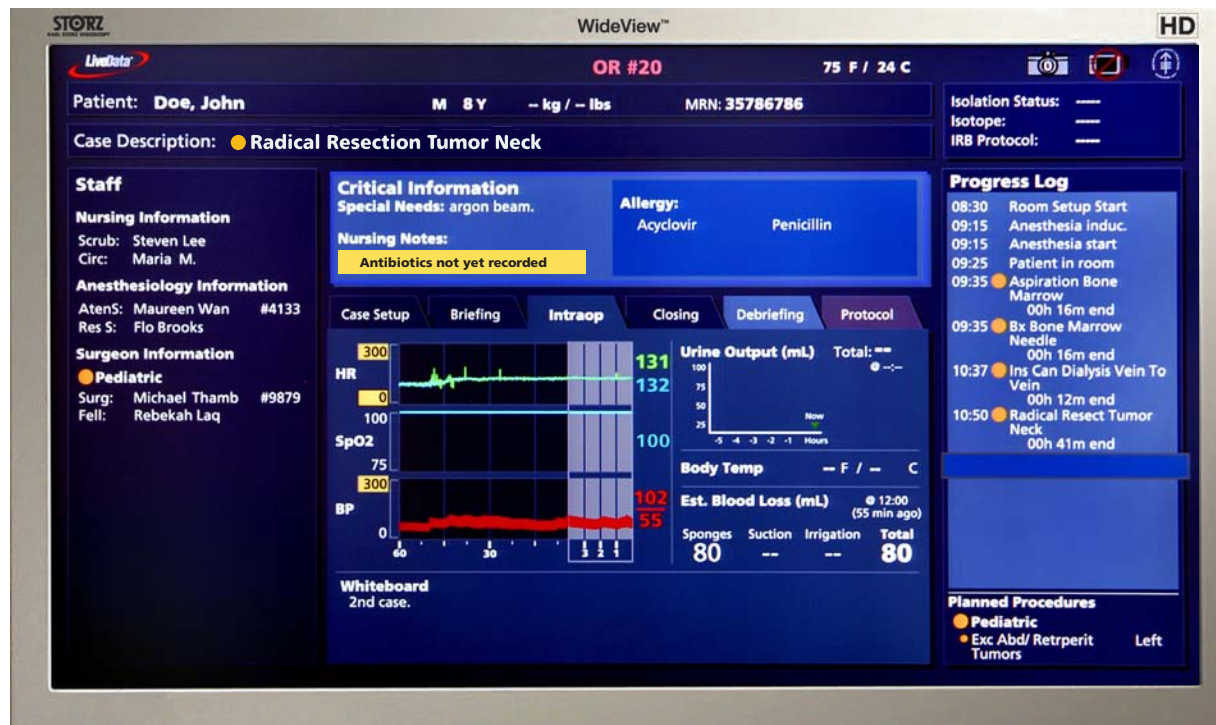 STORZ
KARL STORZ ENDOSCOPY
WideView™
HD
LiveData
OR #20
75 F / 24 C
Patient: Doe, John
M 8 Y
-- kg / -- lbs
MRN: 35786786
Isolation Status: -----
Isotope: -----
IRB Protocol: -----
Case Description: Radical Resection Tumor Neck
Staff
Nursing Information
Scrub: Steven Lee
Circ: Maria M.
Anesthesiology Information
AtenS: Maureen Wan #4133
Res S: Flo Brooks
Surgeon Information
Pediatric
Surg: Michael Thamb #9879
Fell: Rebekah Laq
Critical Information
Special Needs: argon beam.
Nursing Notes:
Antibiotics not yet recorded
Allergy:
Acyclovir Penicillin
Case Setup Briefing Intraop Closing Debriefing Protocol
300
HR
0
131
132
100
SpO2
75
100
300
BP
0
102
55
60 30 3 2 1
Urine Output (mL) Total: --
@ --:--
100
75
50
25
Now
-5 -4 -3 -2 -1 Hours
Body Temp -- F / -- C
Est. Blood Loss (mL) @ 12:00
(55 min ago)
Sponges Suction Irrigation Total
80 -- -- 80
Whiteboard
2nd case.
Progress Log
08:30 Room Setup Start
09:15 Anesthesia induc.
09:15 Anesthesia start
09:25 Patient in room
09:35 Aspiration Bone
Marrow
00h 16m end
09:35 Bx Bone Marrow
Needle
00h 16m end
10:37 Ins Can Dialysis Vein To
Vein
00h 12m end
10:50 Radical Resect Tumor
Neck
00h 41m end
Planned Procedures
Pediatric
Exc Abd/ Retrperit Left
Tumors